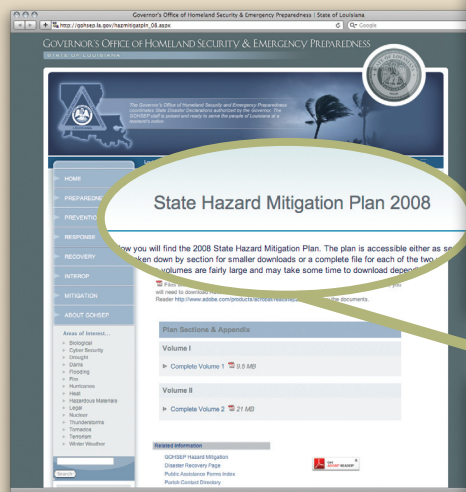 Governor's Office of Homeland Security & Emergency Preparedness | State of Louisiana
http://gohsep.la.gov/hazmitigatpln_08.aspx
Google
GOVERNOR'S OFFICE OF HOMELAND SECURITY & EMERGENCY PREPAREDNESS
STATE OF LOUISIANA
The Governor's Office of Homeland Security and Emergency Preparedness
coordinates State Disaster Declarations authorized by the Governor. The
GOHSEP staff is poised and ready to serve the people of Louisiana at a
moment's notice.
HOME
PREPAREDNE
PREVENTIO
RESPONSE
RECOVERY
INTEROP
MITIGATION
ABOUT GOHSEP
State Hazard Mitigation Plan 2008
ow you will find the 2008 State Hazard Mitigation Plan. The plan is accessible either as se
ken down by section for smaller downloads or a complete file for each of the two
volumes are fairly large and may take some time to download depend
will need to download
Reader http://www.adobe.com/products/acrobat the documents.
Areas of Interest...
Biological
Cyber Security
Drought
Dams
Flooding
Fire
Hurricanes
Heat
Hazardous Materials
Legal
Nuclear
Thunderstorms
Tornados
Terrorism
Winter Weather
Search
Plan Sections & Appendix
Volume I
Complete Volume 1 9.5 MB
Volume II
Complete Volume 2 21 MB
Related Information
GOHSEP Hazard Mitigation
Disaster Recovery Page
Public Assistance Forms Index
Parish Contact Directory
Get
ADOBE READER